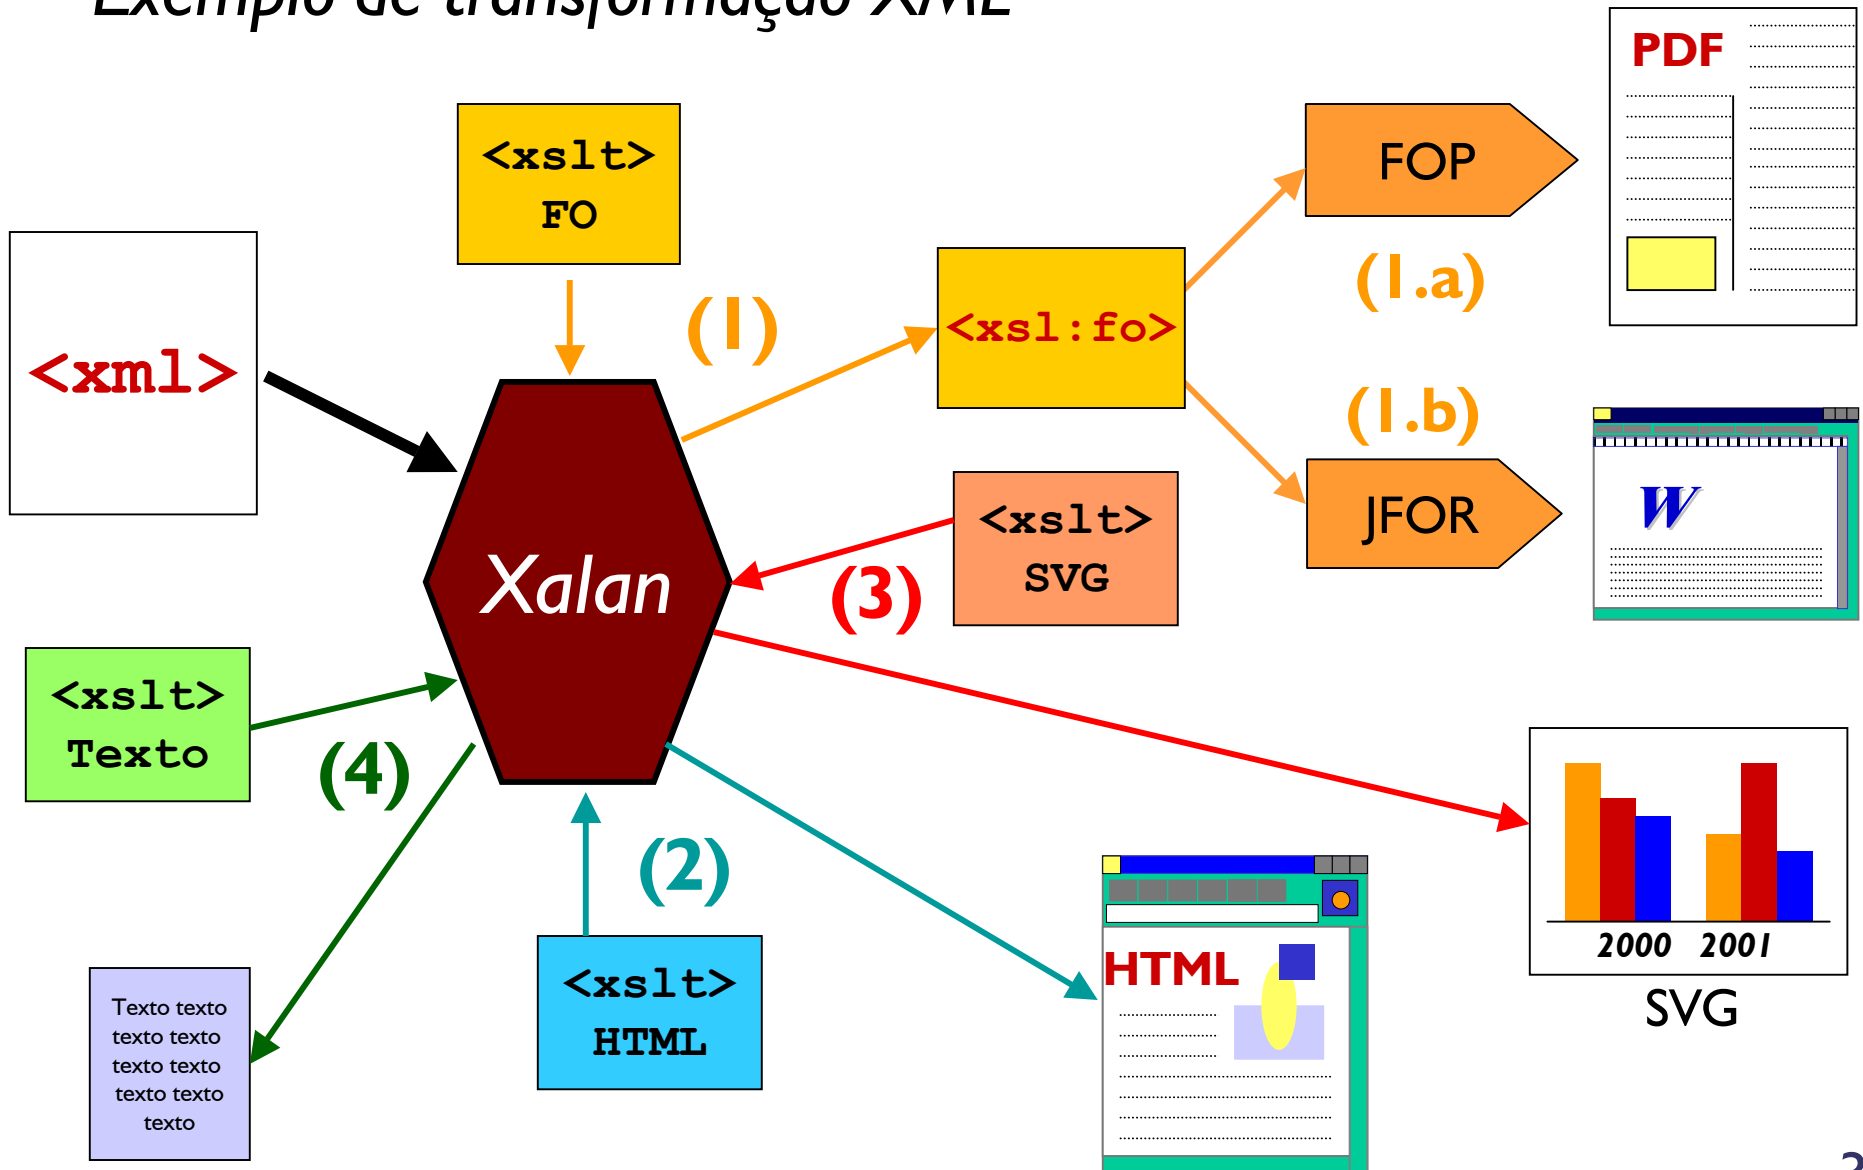 Exemplo de transformação XML
PDF
<xslt>
FO
FOP
<xml>
(1)
<xsl:fo>
(1.a)
(1.b)
W
JFOR
<xslt>
SVG
Xalan
(3)
<xslt>
Texto
(4)
(2)
2000 2001
SVG
<xslt>
HTML
HTML
Texto texto
texto texto
texto texto
texto texto
texto